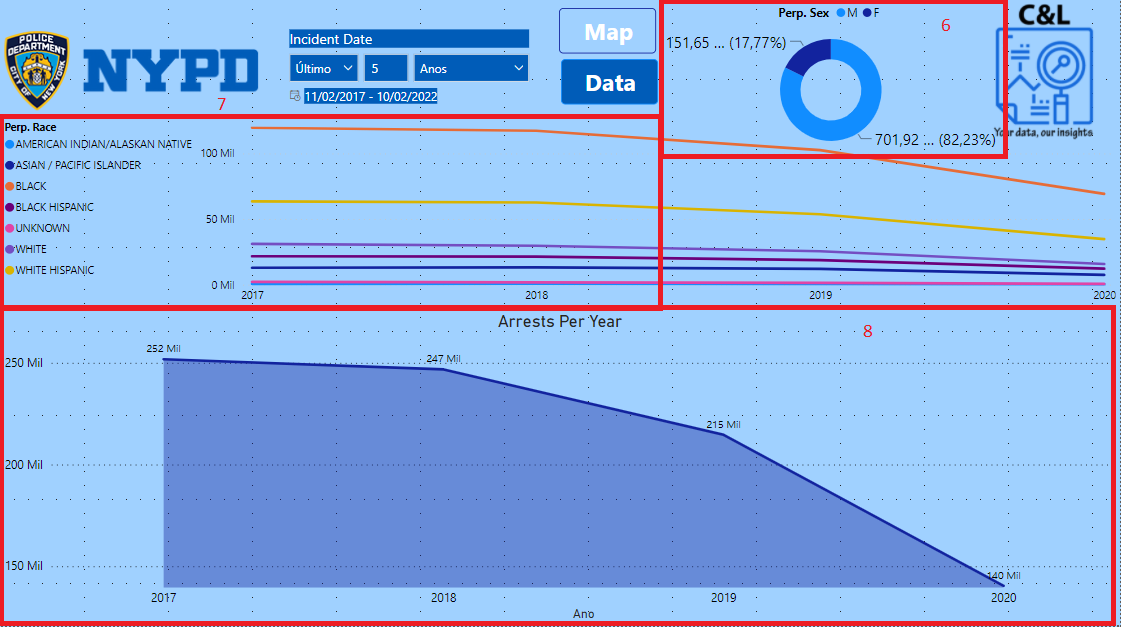 POLICE
DEPARTMENT
CITY OF NEW YORK
NYPD
Incident Date
Último
5
Anos
11/02/2017 - 10/02/2022
Map
Data
Perp. Sex M F
6
151,65 ... (17,77%)
701,92 ... (82,23%)
C&L
Your data, our insights
7
Perp. Race
AMERICAN INDIAN/ALASKAN NATIVE
ASIAN / PACIFIC ISLANDER
BLACK
BLACK HISPANIC
UNKNOWN
WHITE
WHITE HISPANIC
100 Mil
50 Mil
0 Mil
2017 2018 2019 2020
Arrests Per Year
8
252 Mil
247 Mil
215 Mil
140 Mil
250 Mil
200 Mil
150 Mil
2017 2018 2019 2020
Ano